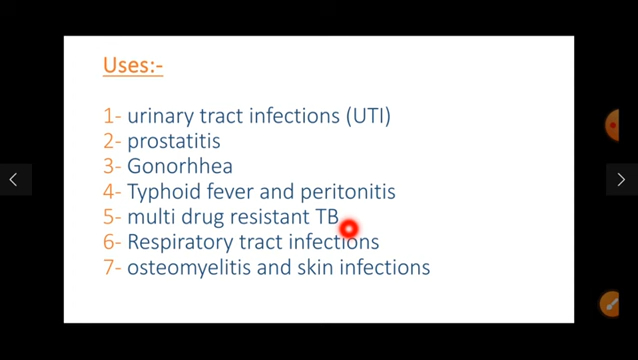 Uses:-
1- urinary tract infections (UTI)
2- prostatitis
3- Gonorhhea
4- Typhoid fever and peritonitis
5- multi drug resistant TB
6- Respiratory tract infections
7- osteomyelitis and skin infections